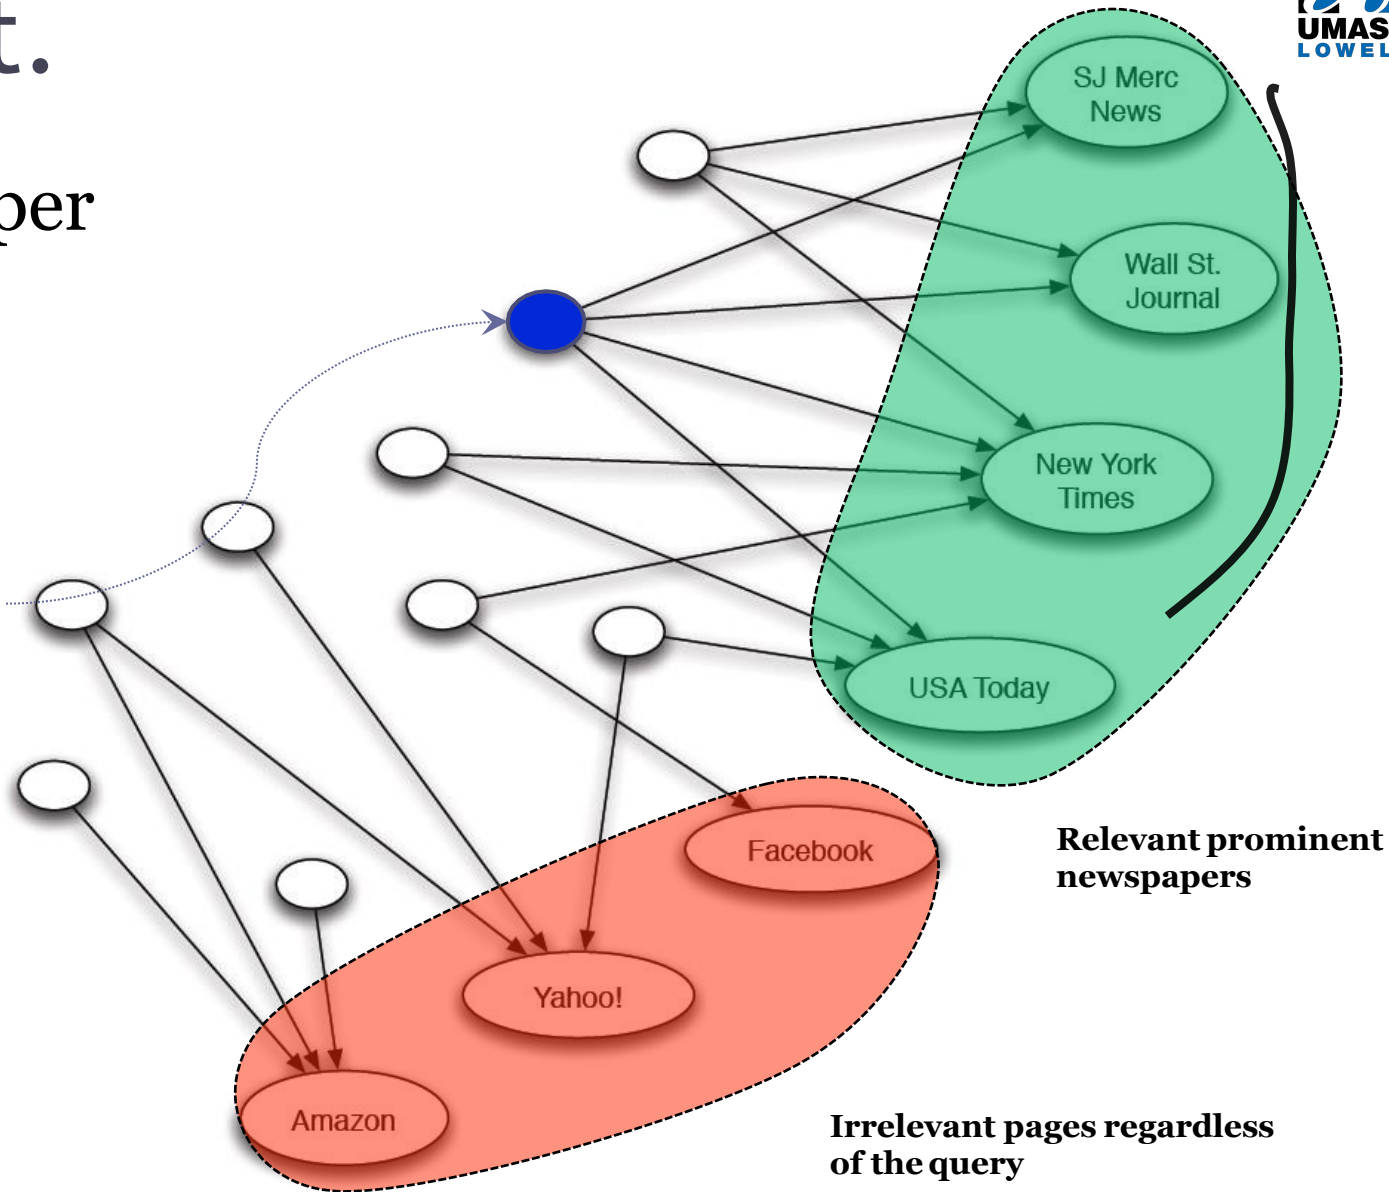 t.
UMAS
LOWEL
per
SJ Merc
News
Wall St.
Journal
New York
Times
USA Today
Facebook
Relevant prominent
newspapers
Yahoo!
Amazon
Irrelevant pages regardless
of the query